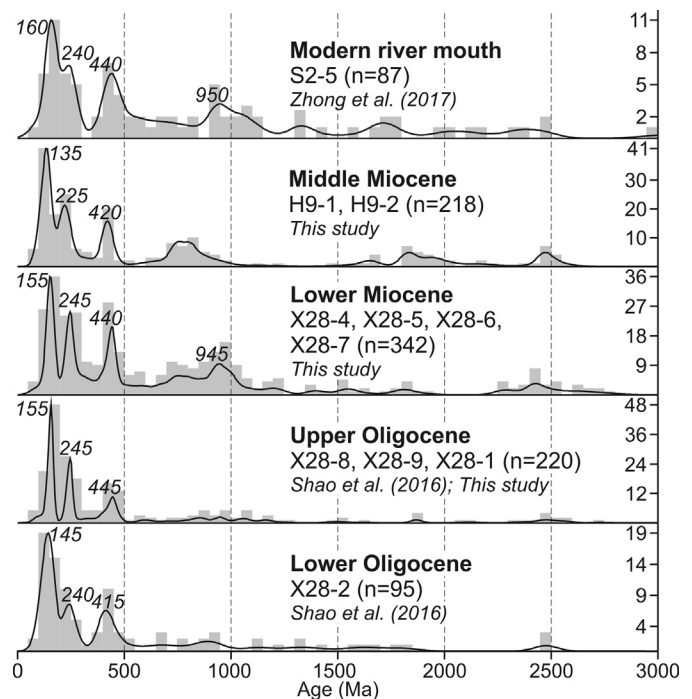 160
240
440
950
Modern river mouth
S2-5 (n=87)
Zhong et al. (2017)
11
8
5
2
135
225
420
Middle Miocene
H9-1, H9-2 (n=218)
This study
41
30
20
10
155
245
440
945
Lower Miocene
X28-4, X28-5, X28-6,
X28-7 (n=342)
This study
36
27
18
9
155
245
445
Upper Oligocene
X28-8, X28-9, X28-1 (n=220)
Shao et al. (2016); This study
48
36
24
12
145
240
415
Lower Oligocene
X28-2 (n=95)
Shao et al. (2016)
19
14
9
4
0 500 1000 1500 2000 2500 3000
Age (Ma)